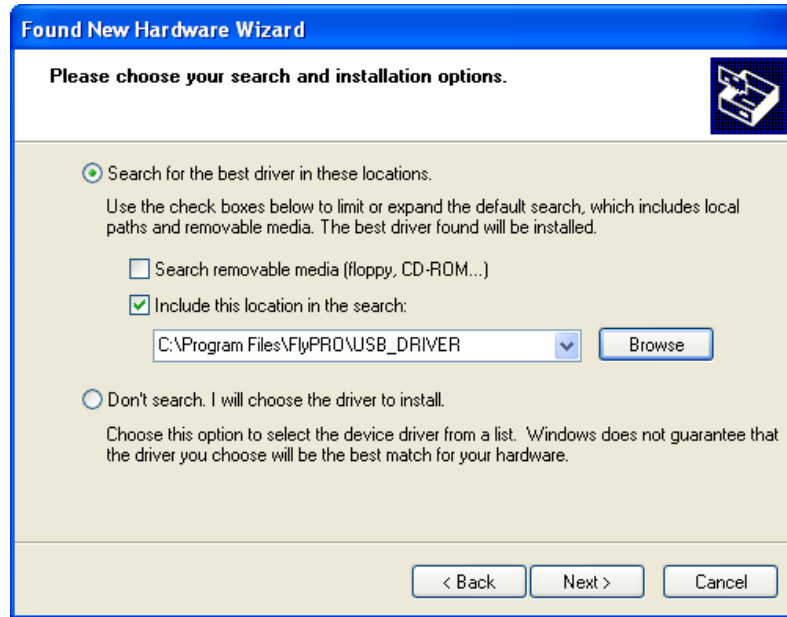 Found New Hardware Wizard
Please choose your search and installation options.
Search for the best driver in these locations.
Use the check boxes below to limit or expand the default search, which includes local
paths and removable media. The best driver found will be installed.
Search removable media (floppy, CD-ROM...)
Include this location in the search:
C:\Program Files\FlyPRO\USB_DRIVER
Browse
Don't search. I will choose the driver to install.
Choose this option to select the device driver from a list. Windows does not guarantee that
the driver you choose will be the best match for your hardware.
< Back
Next >
Cancel